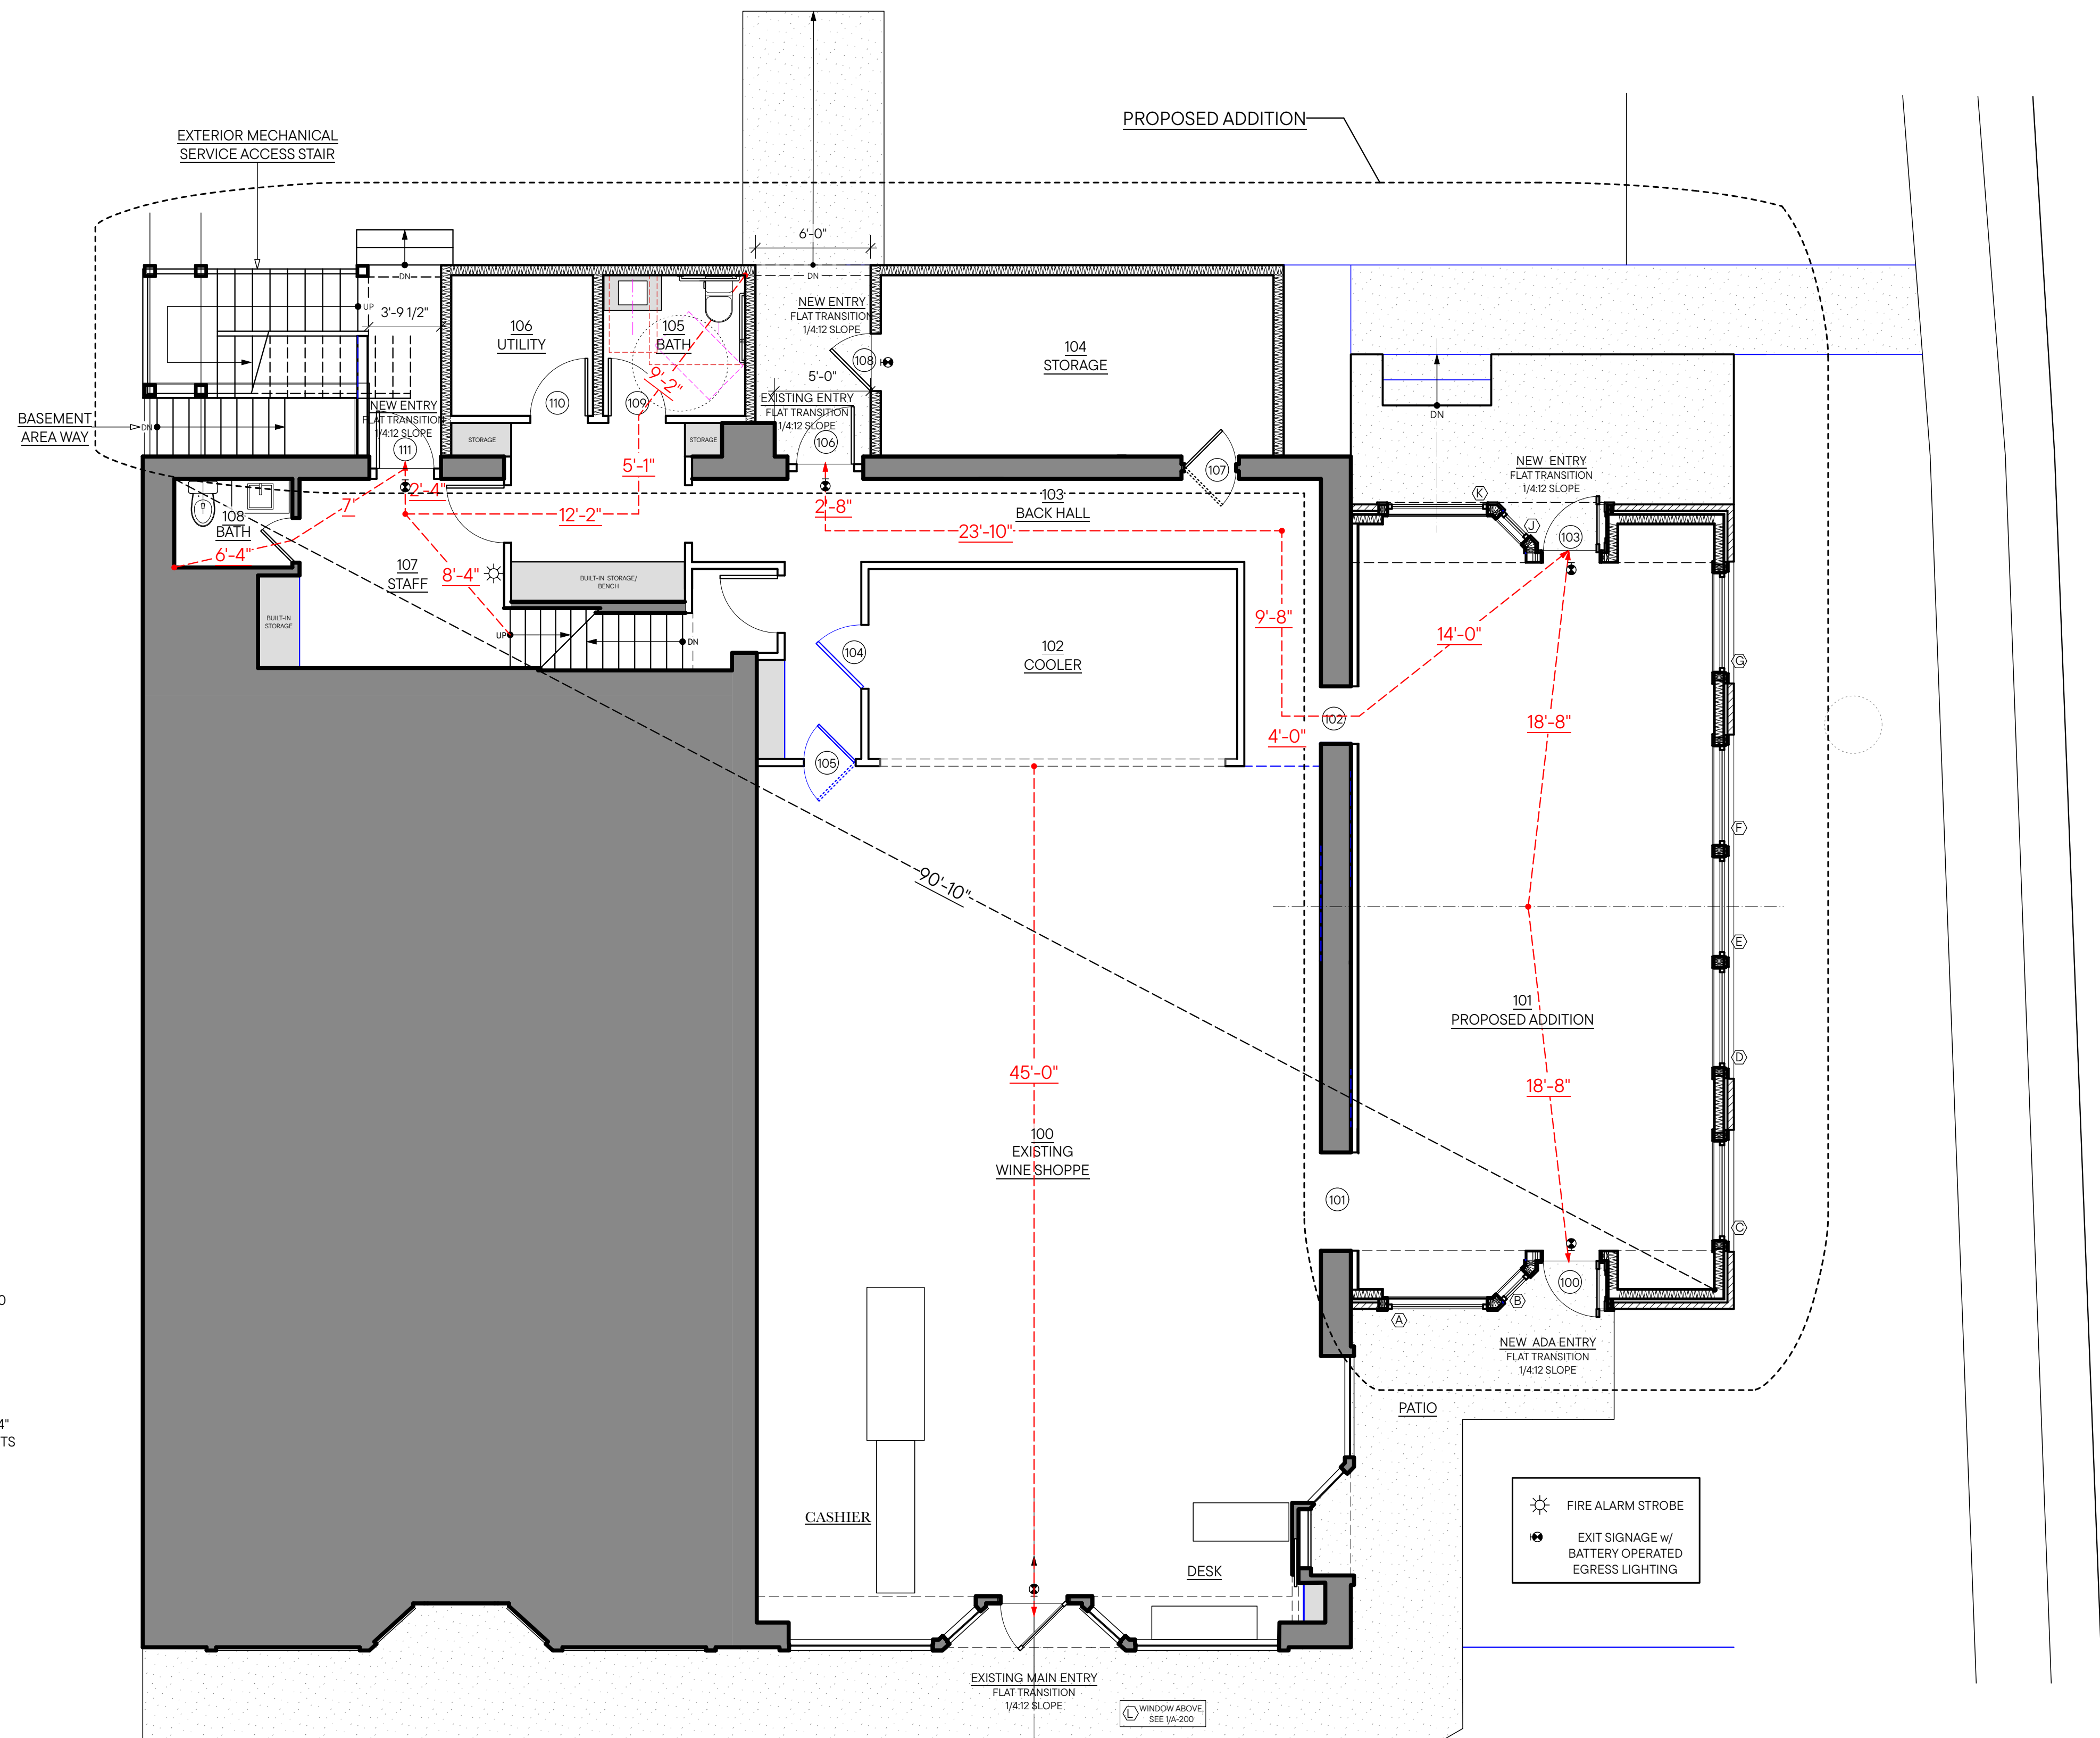 PROPOSED ADDITION
EXTERIOR MECHANICAL
SERVICE ACCESS STAIR
6'-0"
DN
DN
NEW ENTRY
FLAT TRANSITION
1/4:12 SLOPE
UP
3'-9 1/2"
106
UTILITY
105
BATH
108
104
STORAGE
5'-0"
9'-2"
110
109
EXISTING ENTRY
FLAT TRANSITION
1/4:12 SLOPE
NEW ENTRY
FLAT TRANSITION
1/4:12 SLOPE
BASEMENT
AREA WAY
DN
DN
STORAGE
STORAGE
111
106
107
5'-1"
NEW ENTRY
FLAT TRANSITION
1/4:12 SLOPE
2'-4"
7'
12'-2"
2'-8"
103
BACK HALL
23'-10"
K
J
103
108
BATH
6'-4"
107
STAFF
8'-4"
BUILT-IN STORAGE/
BENCH
BUILT-IN
STORAGE
UP
DN
9'-8"
14'-0"
104
102
COOLER
G
102
18'-8"
4'-0"
105
F
90'-10"
E
101
PROPOSED ADDITION
D
45'-0"
18'-8"
100
EXISTING
WINE SHOPPE
101
C
100
A
B
NEW ADA ENTRY
FLAT TRANSITION
1/4:12 SLOPE
0
PATIO
4"
TS
CASHIER
DESK
FIRE ALARM STROBE
EXIT SIGNAGE w/
BATTERY OPERATED
EGRESS LIGHTING
EXISTING MAIN ENTRY
FLAT TRANSITION
1/4:12 SLOPE
L
WINDOW ABOVE,
SEE 1/A-200